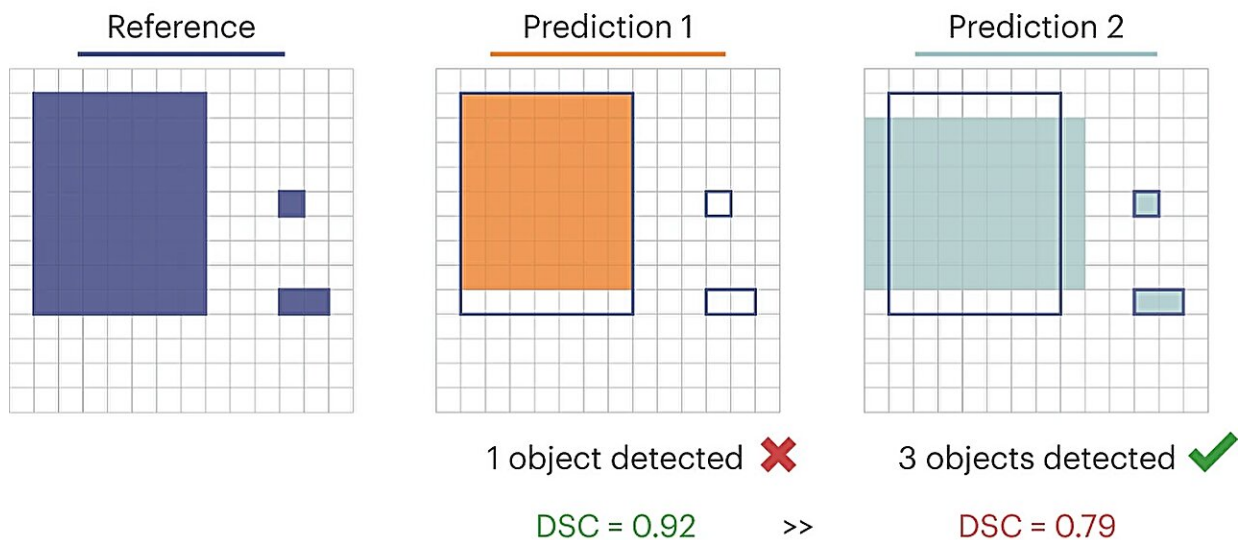 Reference
Prediction 1
Prediction 2
1 object detected
3 objects detected
DSC = 0.92
>>
DSC = 0.79